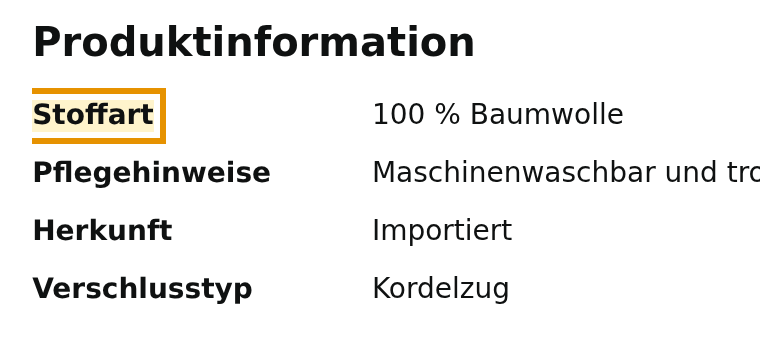 Produktinformation
Stoffart 100 % Baumwolle
Pflegehinweise Maschinenwaschbar und
Herkunft Importiert
Verschlusstyp Kordelzug